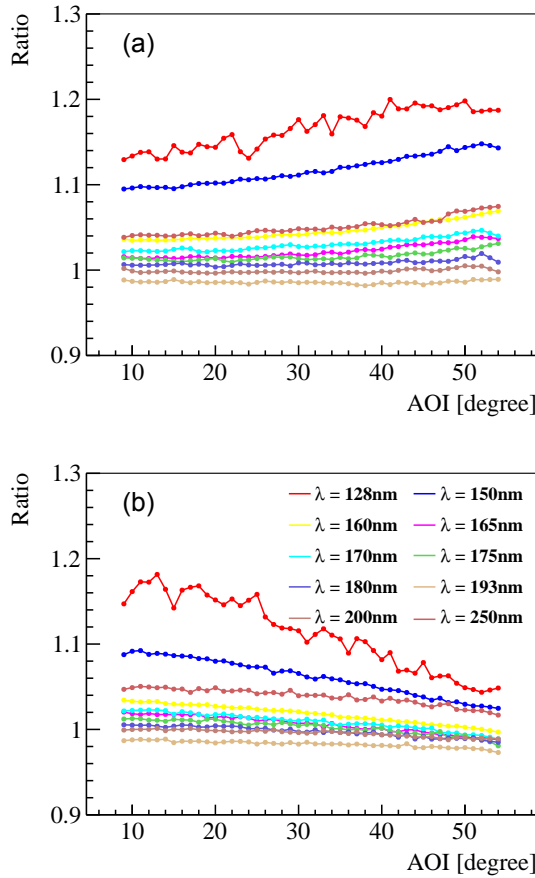 Ratio
(a)
1.3
1.2
1.1
1
0.9
10 20 30 40 50
AOI [degree]
Ratio
(b)
1.3
1.2
1.1
1
0.9
λ = 128nm λ = 150nm
λ = 160nm λ = 165nm
λ = 170nm λ = 175nm
λ = 180nm λ = 193nm
λ = 200nm λ = 250nm
10 20 30 40 50
AOI [degree]